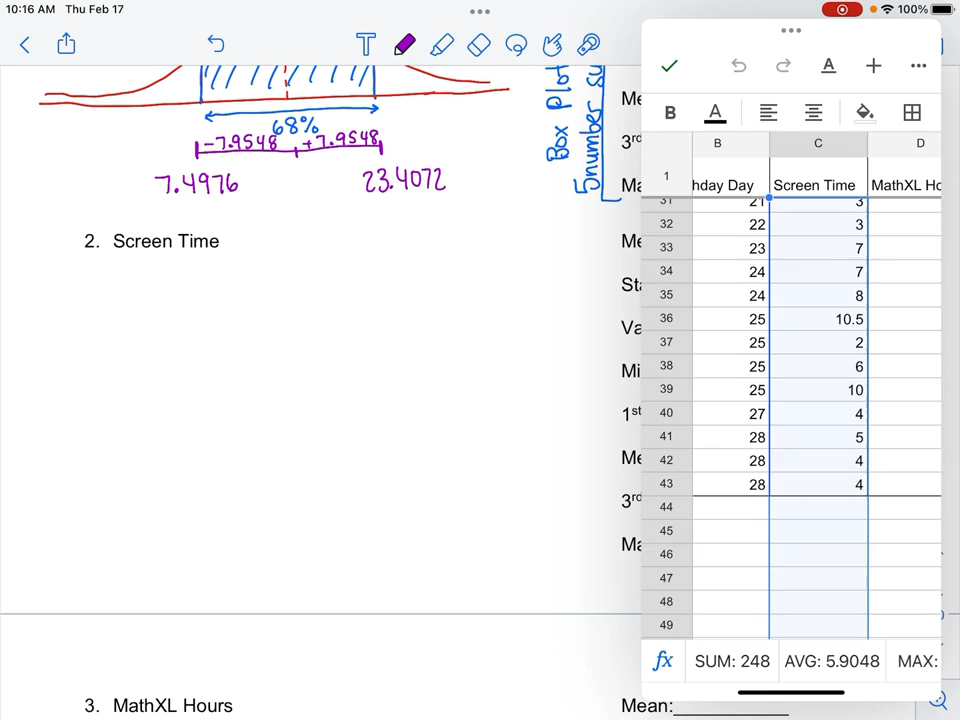 10:16 AM Thu Feb 17
100%
T
68%
-7.9548 +7.9548
7.4976
23.4072
Box Plot
5number su
2. Screen Time
3. MathXL Hours
Me
3rd
Ma
Me
Sta
Va
Mi
1st
Me
3rd
Ma
Mean:
B A
B C D
1 hday Day Screen Time MathXL Ho
31 21 3
32 22 3
33 23 7
34 24 7
35 24 8
36 25 10.5
37 25 2
38 25 6
39 25 10
40 27 4
41 28 5
42 28 4
43 28 4
44
45
46
47
48
49
fx SUM: 248 AVG: 5.9048 MAX: